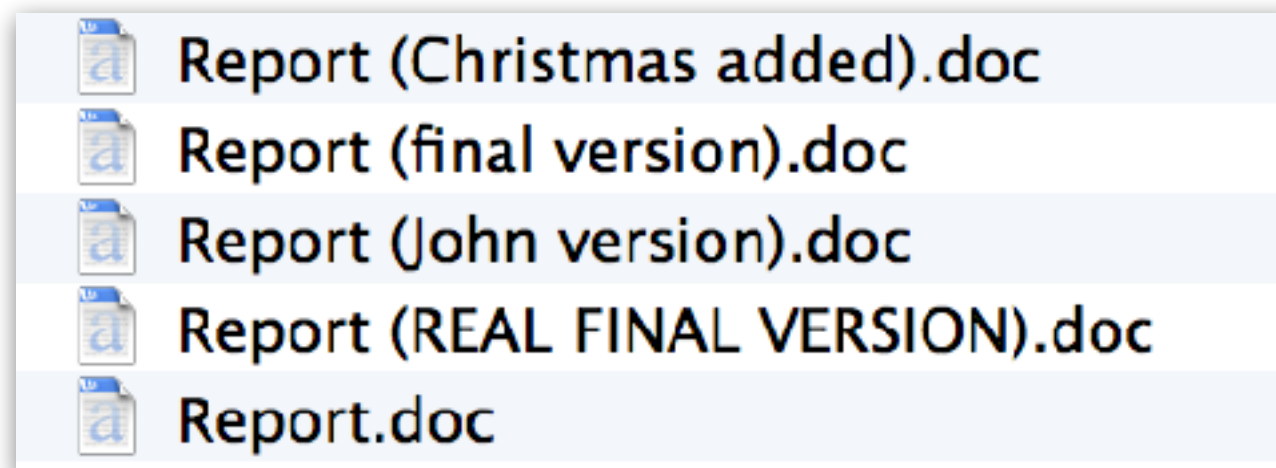 Report (Christmas added).doc
Report (final version).doc
Report (John version).doc
Report (REAL FINAL VERSION).doc
Report.doc